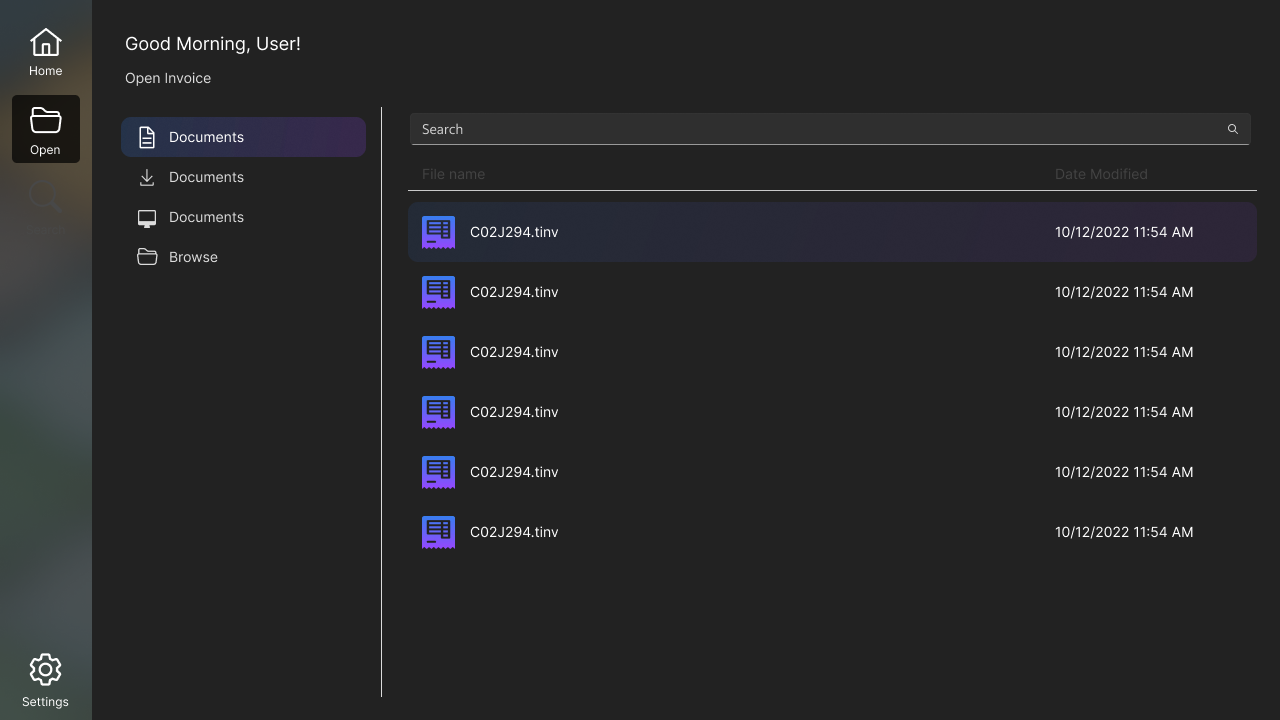 Home
Open
Settings
Good Morning, User!
Open Invoice
Documents
Documents
Documents
Browse
Search
File name Date Modified
C02J294.tinv 10/12/2022 11:54 AM
C02J294.tinv 10/12/2022 11:54 AM
C02J294.tinv 10/12/2022 11:54 AM
C02J294.tinv 10/12/2022 11:54 AM
C02J294.tinv 10/12/2022 11:54 AM
C02J294.tinv 10/12/2022 11:54 AM